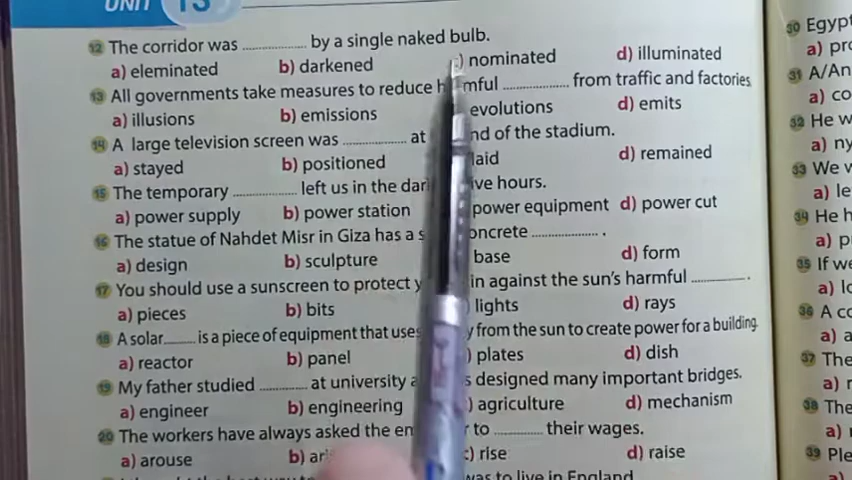 UNIT 13
12 The corridor was ............... by a single naked bulb.
a) eleminated b) darkened c) nominated d) illuminated
13 All governments take measures to reduce harmful ............... from traffic and factories
a) illusions b) emissions evolutions d) emits
14 A large television screen was ............... at nd of the stadium.
a) stayed b) positioned laid d) remained
15 The temporary ............... left us in the dar ive hours.
a) power supply b) power station power equipment d) power cut
16 The statue of Nahdet Misr in Giza has a s oncrete ............... .
a) design b) sculpture base d) form
17 You should use a sunscreen to protect y in against the sun's harmful ............... .
a) pieces b) bits lights d) rays
18 A solar ........ is a piece of equipment that uses y from the sun to create power for a building.
a) reactor b) panel ) plates d) dish
19 My father studied ............ at university a s designed many important bridges.
a) engineer b) engineering ) agriculture d) mechanism
20 The workers have always asked the em r to ............ their wages.
a) arouse b) ar c) rise d) raise
was to live in England.
30 Egypt
a) pro
31 A/An
a) co
32 He w
a) ny
33 We v
a) le
34 He h
a) p
35 If we
a) lo
36 A co
a) a
37 The
a) r
38 The
a)
39 Ple
a)